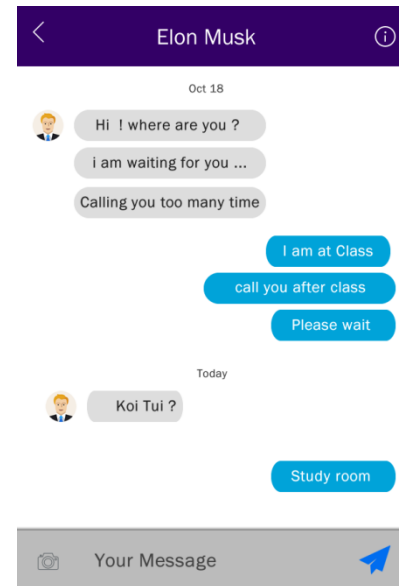 Elon Musk
Oct 18
Hi ! where are you ?
i am waiting for you ...
Calling you too many time
I am at Class
call you after class
Please wait
Today
Koi Tui ?
Study room
Your Message